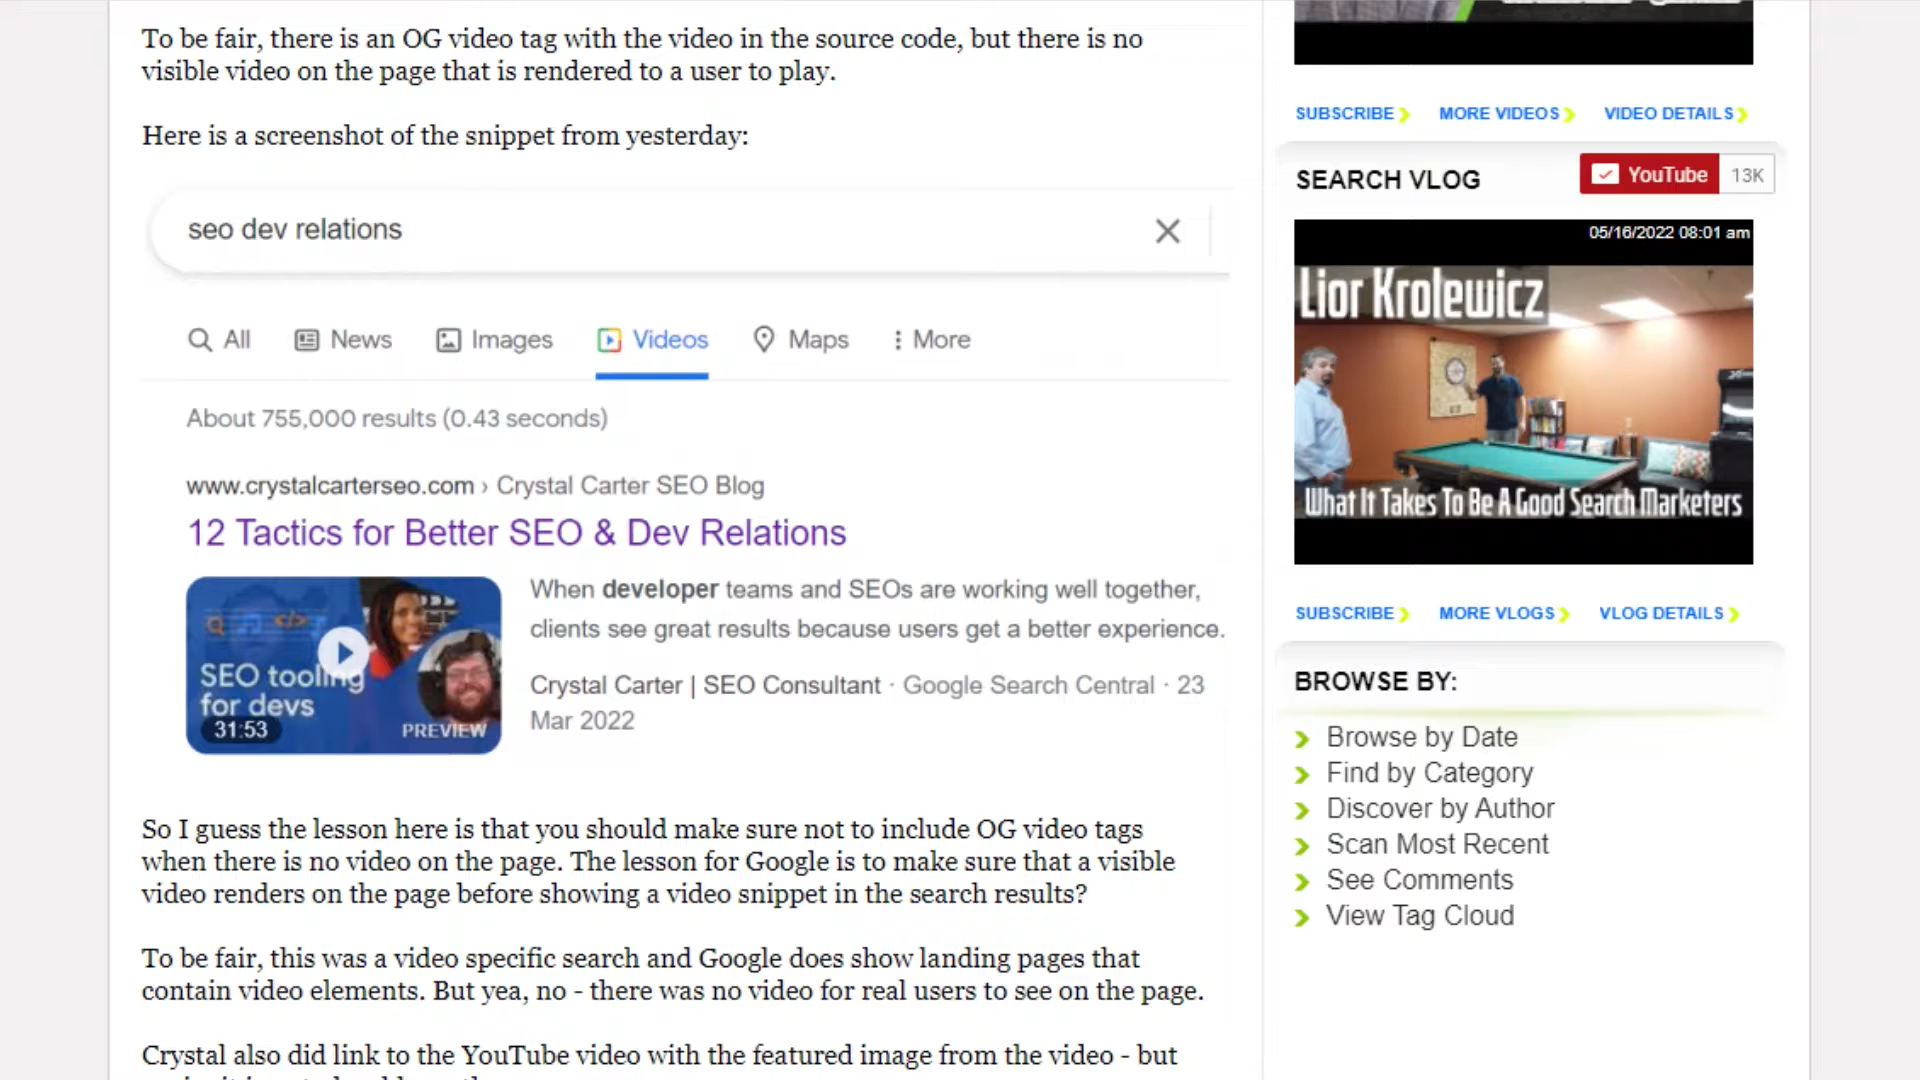 To be fair, there is an OG video tag with the video in the source code, but there is no
visible video on the page that is rendered to a user to play.
Here is a screenshot of the snippet from yesterday:
seo dev relations
All
News
Images
Videos
Maps
More
About 755,000 results (0.43 seconds)
www.crystalcarterseo.com › Crystal Carter SEO Blog
12 Tactics for Better SEO & Dev Relations
SEO tooling
for devs
31:53
PREVIEW
When developer teams and SEOs are working well together,
clients see great results because users get a better experience.
Crystal Carter | SEO Consultant · Google Search Central · 23
Mar 2022
So I guess the lesson here is that you should make sure not to include OG video tags
when there is no video on the page. The lesson for Google is to make sure that a visible
video renders on the page before showing a video snippet in the search results?
To be fair, this was a video specific search and Google does show landing pages that
contain video elements. But yea, no - there was no video for real users to see on the page.
Crystal also did link to the YouTube video with the featured image from the video - but
SUBSCRIBE
MORE VIDEOS
VIDEO DETAILS
SEARCH VLOG
YouTube
13K
05/16/2022 08:01 am
Lior Krolewicz
What It Takes To Be A Good Search Marketers
SUBSCRIBE
MORE VLOGS
VLOG DETAILS
BROWSE BY:
Browse by Date
Find by Category
Discover by Author
Scan Most Recent
See Comments
View Tag Cloud